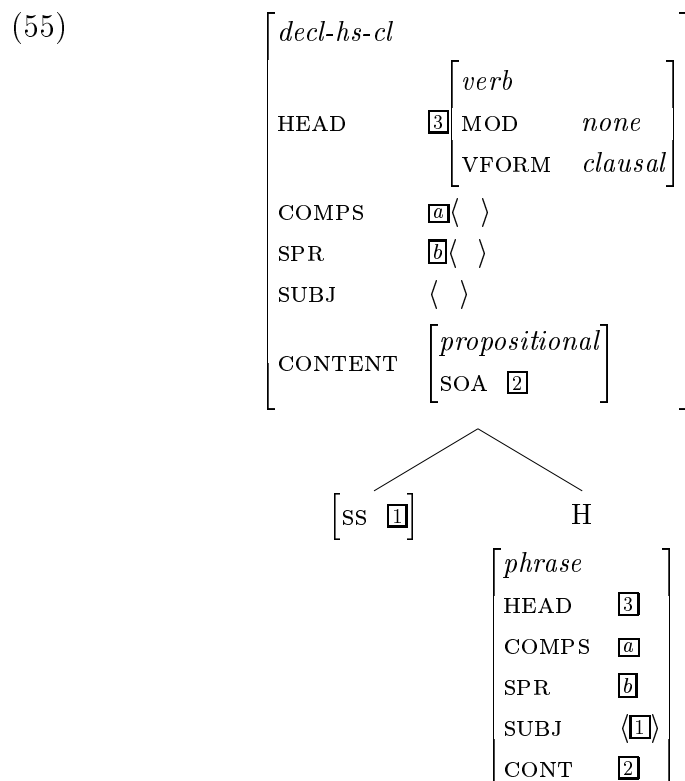 (55)
decl-hs-cl
HEAD 3 verb
MOD none
VFORM clausal
COMPS a⟨ ⟩
SPR b⟨ ⟩
SUBJ ⟨ ⟩
CONTENT propositional
SOA 2
SS 1 H
phrase
HEAD 3
COMPS a
SPR b
SUBJ ⟨1⟩
CONT 2